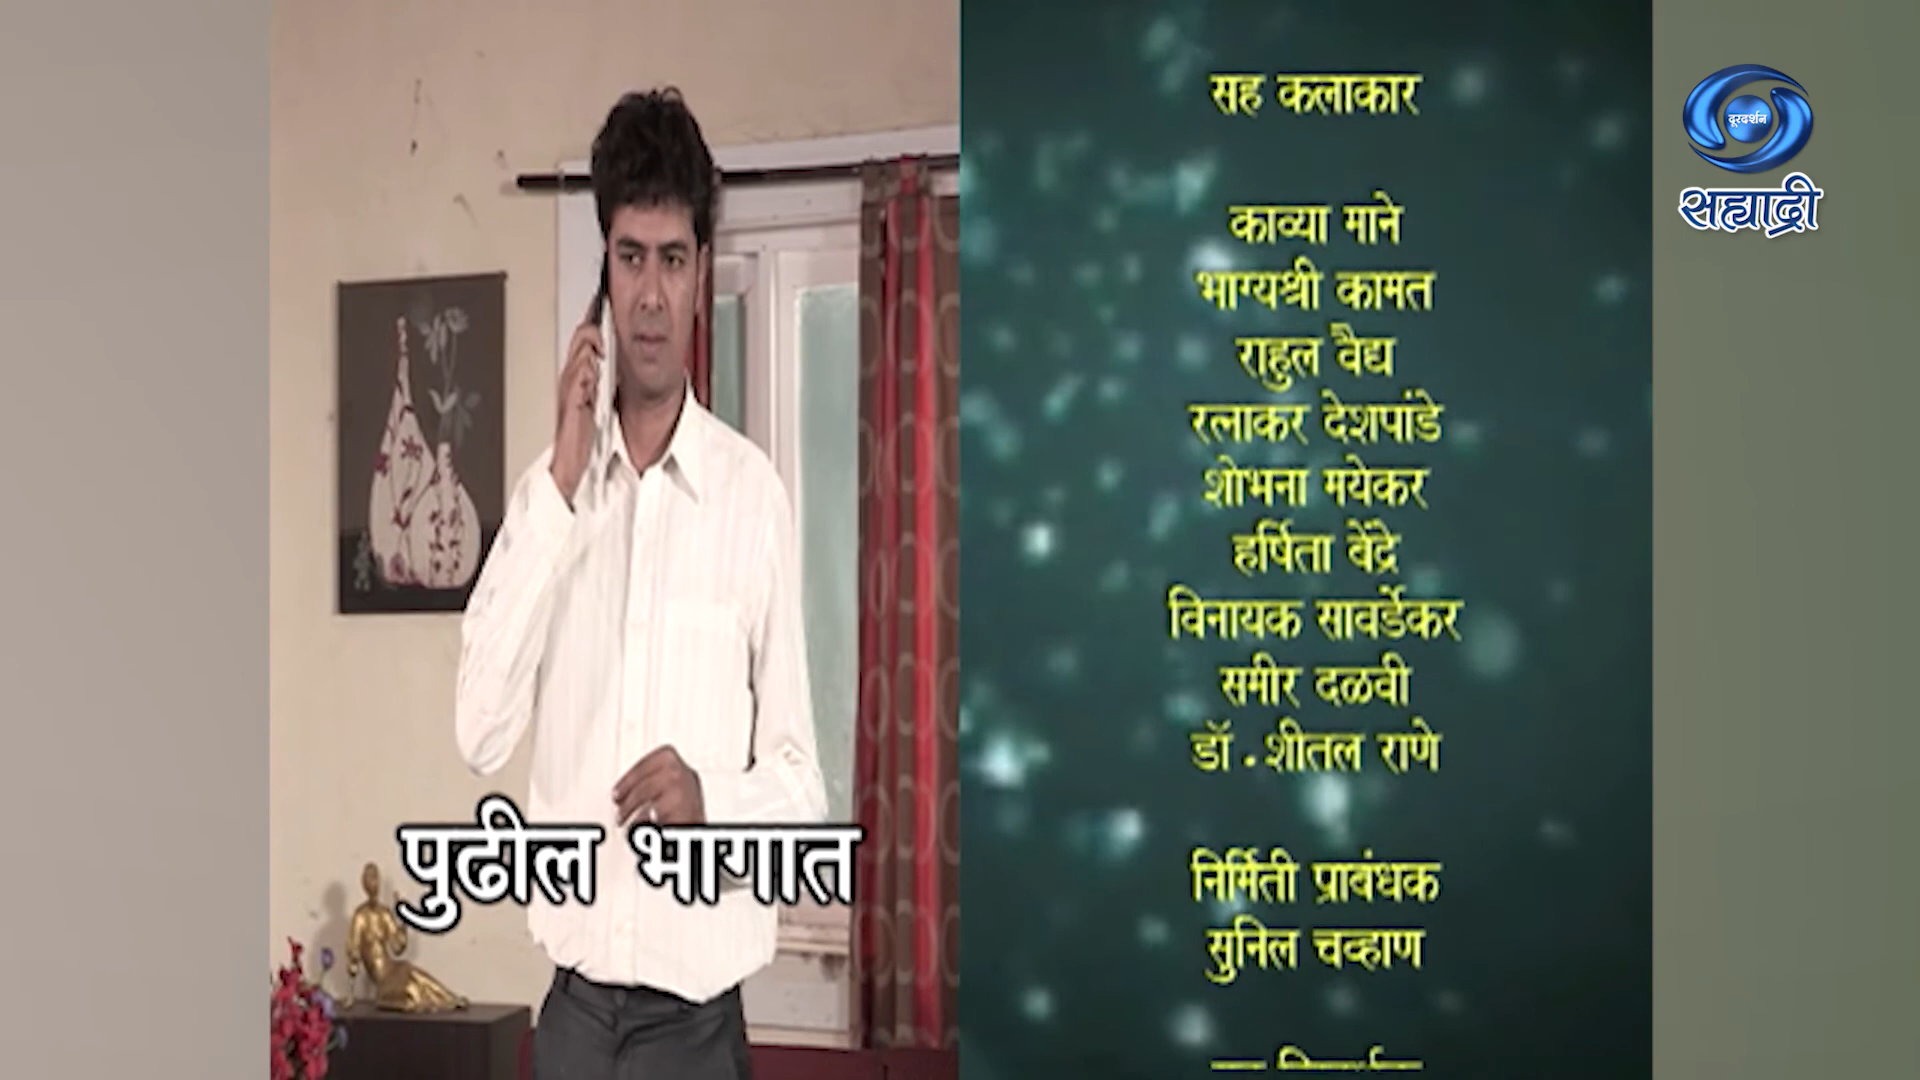 पुढील भागात
सह कलाकार
काव्या माने
भाग्यश्री कामत
राहुल वैद्य
रत्नाकर देशपांडे
शोभना मयेकर
हर्पिता वेंद्रे
विनायक सावर्डेकर
समीर दळवी
डॉ . शीतल राणे
निर्मिती प्राबंधक
सुनिल चव्हाण
दूरदर्शन
सह्याद्री